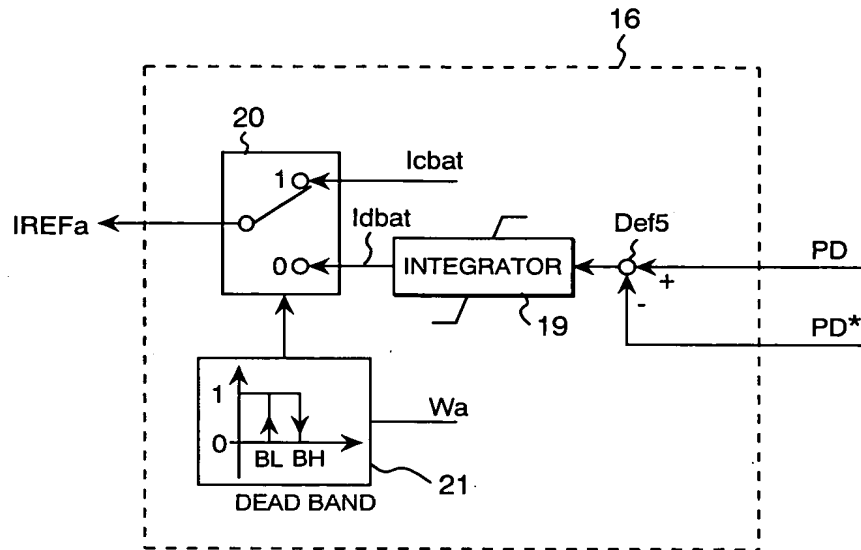 16
20
1
Icbat
IREFa
Idbat
Def5
0
INTEGRATOR
+
PD
-
19
PD*
1
0
BL BH
Wa
21
DEAD BAND